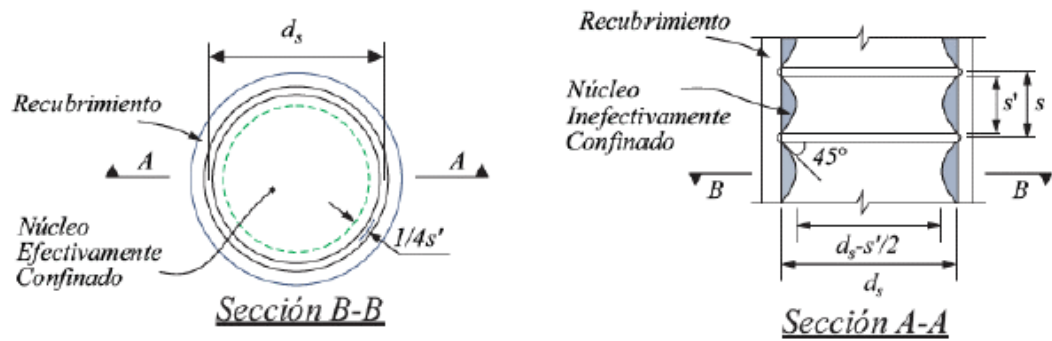 d_s
Recubrimiento
A
A
Núcleo
Efectivamente
Confinado
1/4s'
Sección B-B
Recubrimiento
Núcleo
Inefectivamente
Confinado
s'
s
45°
B
B
d_s-s'/2
d_s
Sección A-A